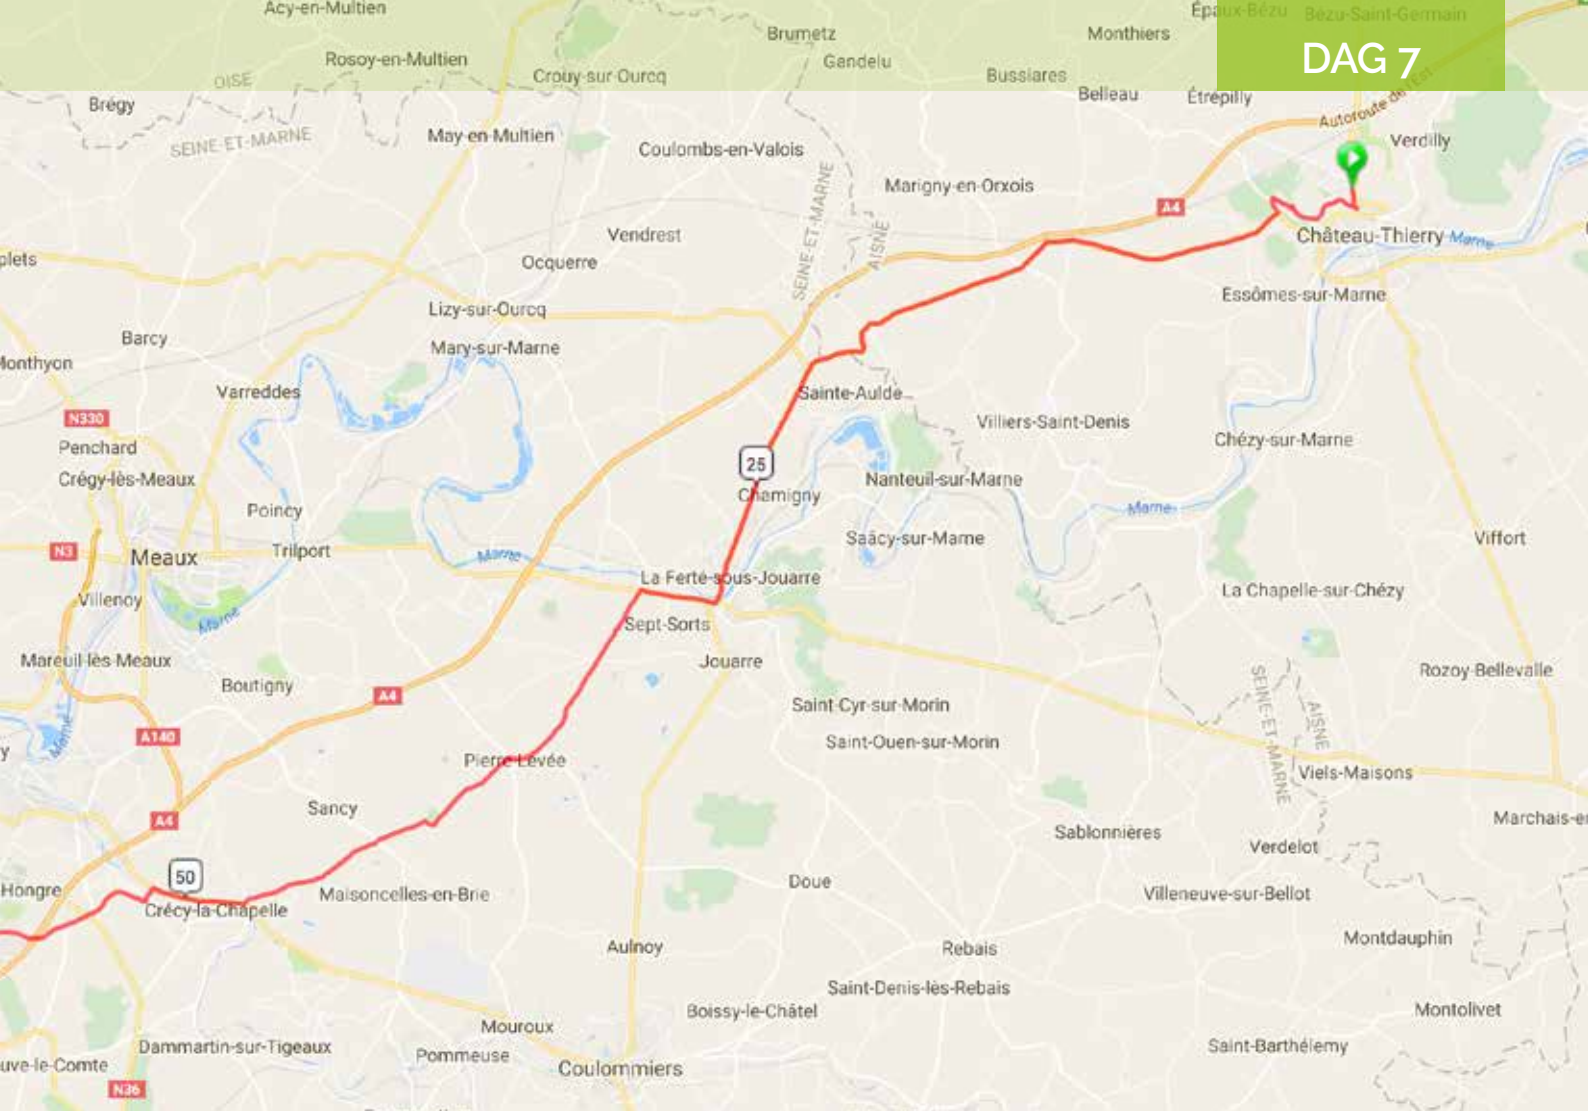 Acy-en-Multien
Épaux-Bézu
Bézu-Saint-Germain
Brumetz
Monthiers
Rosoy-en-Multien
Gandelu
DAG 7
OISE
Crouy-sur-Ourcq
Bussiares
Belleau
Étrépilly
Brégy
Autoroute de l'Est
SEINE-ET-MARNE
May-en-Multien
Coulombs-en-Valois
Verdilly
Marigny-en-Orxois
A4
SEINE-ET-MARNE
AISNE
Vendrest
Château-Thierry
Marne
plets
Ocquerre
Essômes-sur-Marne
Lizy-sur-Ourcq
Barcy
Mary-sur-Marne
Monthyon
Varreddes
Sainte-Aulde
N330
Villiers-Saint-Denis
Penchard
Chézy-sur-Marne
25
Crégy-lès-Meaux
Nanteuil-sur-Marne
Chamigny
Poincy
Marne
Saâcy-sur-Marne
Viffort
N3
Meaux
Trilport
Marne
La Ferté-sous-Jouarre
La Chapelle-sur-Chézy
Villenoy
Marne
Sept-Sorts
Mareuil-lès-Meaux
Jouarre
Rozoy-Bellevalle
Boutigny
A4
SEINE-ET-MARNE
AISNE
Saint-Cyr-sur-Morin
Marne
A140
Saint-Ouen-sur-Morin
y
Pierre-Levée
Viels-Maisons
Sancy
A4
Marchais-e
Sablonnières
Verdelot
50
Doue
Hongre
Maisoncelles-en-Brie
Villeneuve-sur-Bellot
Crécy-la-Chapelle
Aulnoy
Rebais
Montdauphin
Saint-Denis-lès-Rebais
Boissy-le-Châtel
Montolivet
Mouroux
Dammartin-sur-Tigeaux
Pommeuse
Saint-Barthélemy
uve-le-Comte
Coulommiers
N36